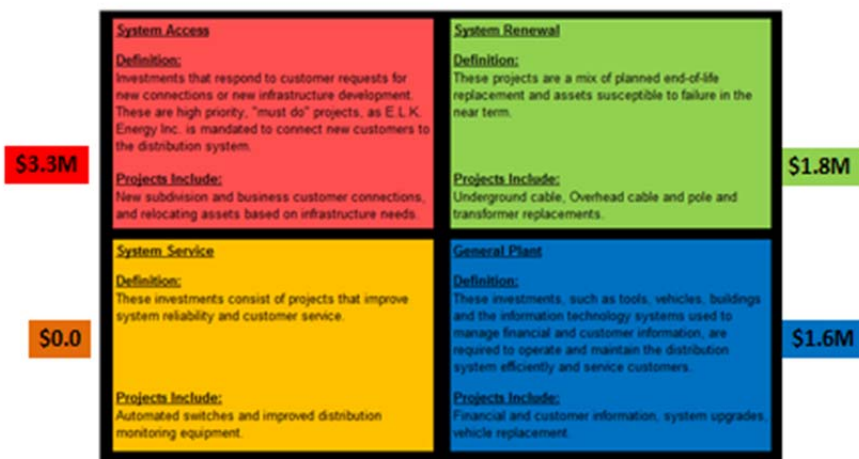 System Access
Definition:
Investments that respond to customer requests for
new connections or new infrastructure development.
These are high priority, "must do" projects, as E.L.K.
Energy Inc. is mandated to connect new customers to
the distribution system.
Projects Include:
New subdivision and business customer connections,
and relocating assets based on infrastructure needs.
$3.3M
System Renewal
Definition:
These projects are a mix of planned end-of-life
replacement and assets susceptible to failure in the
near term.
Projects Include:
Underground cable, Overhead cable and pole and
transformer replacements.
$1.8M
System Service
Definition:
These investments consist of projects that improve
system reliability and customer service.
Projects Include:
Automated switches and improved distribution
monitoring equipment.
$0.0
General Plant
Definition:
These investments, such as tools, vehicles, buildings
and the information technology systems used to
manage financial and customer information, are
required to operate and maintain the distribution
system efficiently and service customers.
Projects Include:
Financial and customer information, system upgrades,
vehicle replacement.
$1.6M